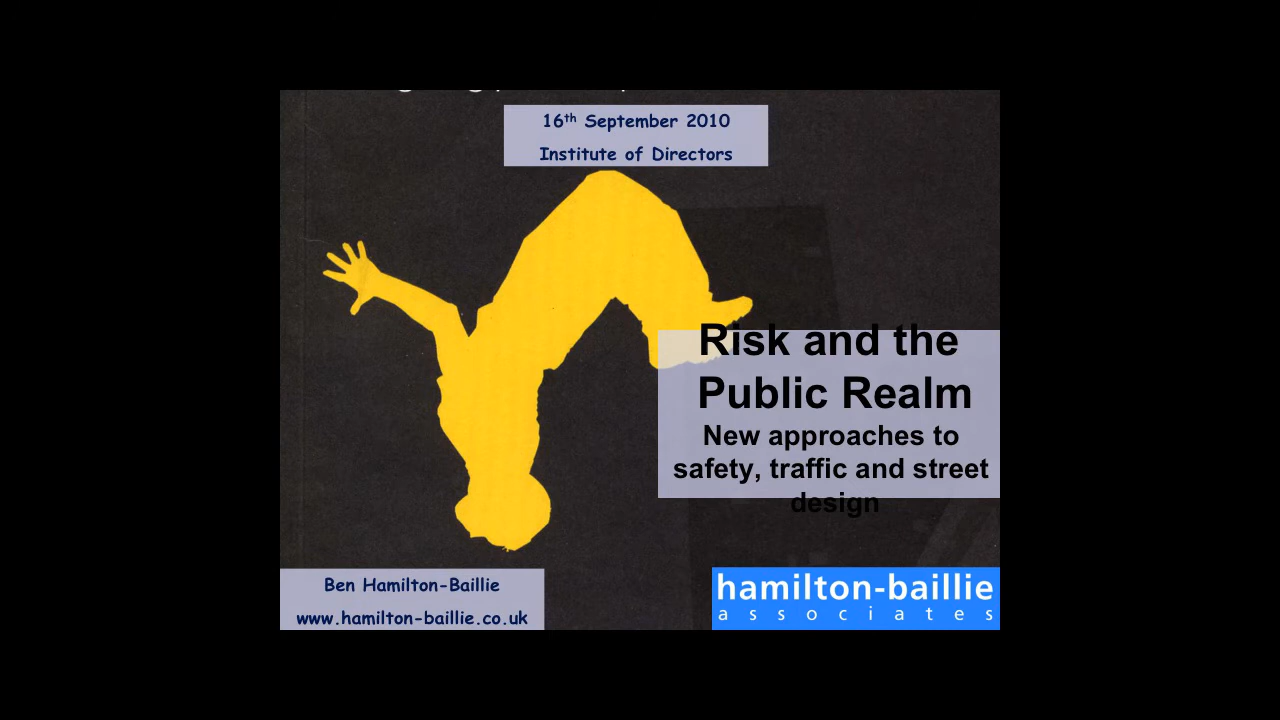 16th September 2010
Institute of Directors
Risk and the
Public Realm
New approaches to
safety, traffic and street
design
Ben Hamilton-Baillie
www.hamilton-baillie.co.uk
hamilton-baillie
associates